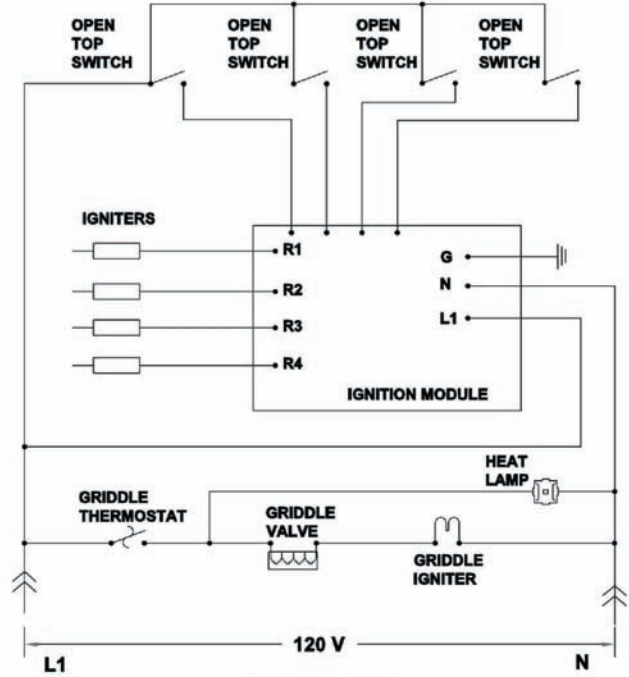 OPEN
TOP
SWITCH
OPEN
TOP
SWITCH
OPEN
TOP
SWITCH
OPEN
TOP
SWITCH
IGNITERS
R1
R2
R3
R4
G
N
L1
IGNITION MODULE
HEAT
LAMP
GRIDDLE
THERMOSTAT
GRIDDLE
VALVE
GRIDDLE
IGNITER
120 V
L1
N